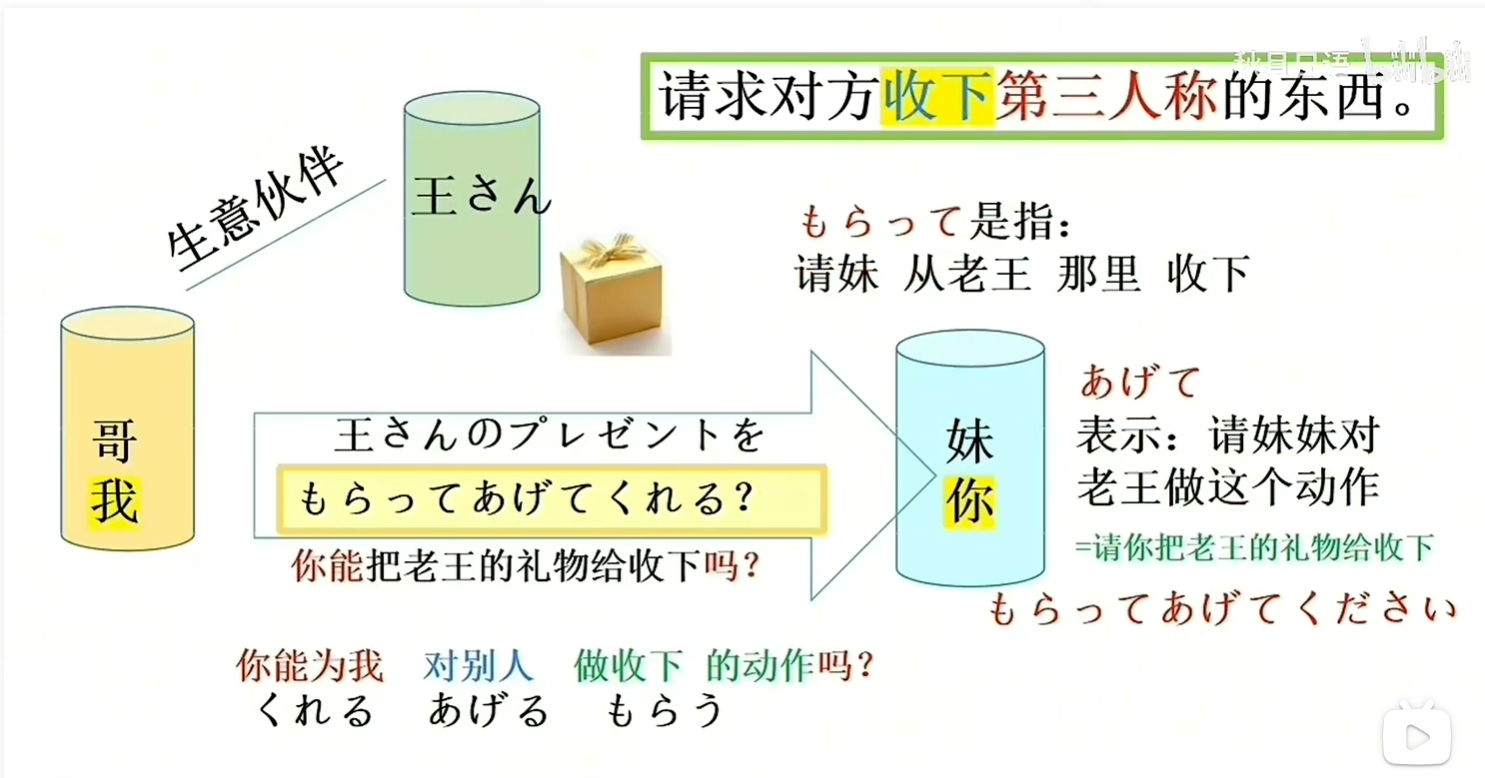 请求对方收下第三人称的东西。
生意伙伴
王さん
もらって是指：
请妹 从老王 那里 收下
哥
我
王さんのプレゼントを
もらってあげてくれる？
你能把老王的礼物给收下吗？
妹
你
あげて
表示：请妹妹对
老王做这个动作
=请你把老王的礼物给收下
もらってあげてください
你能为我 对别人 做收下 的动作吗？
くれる あげる もらう